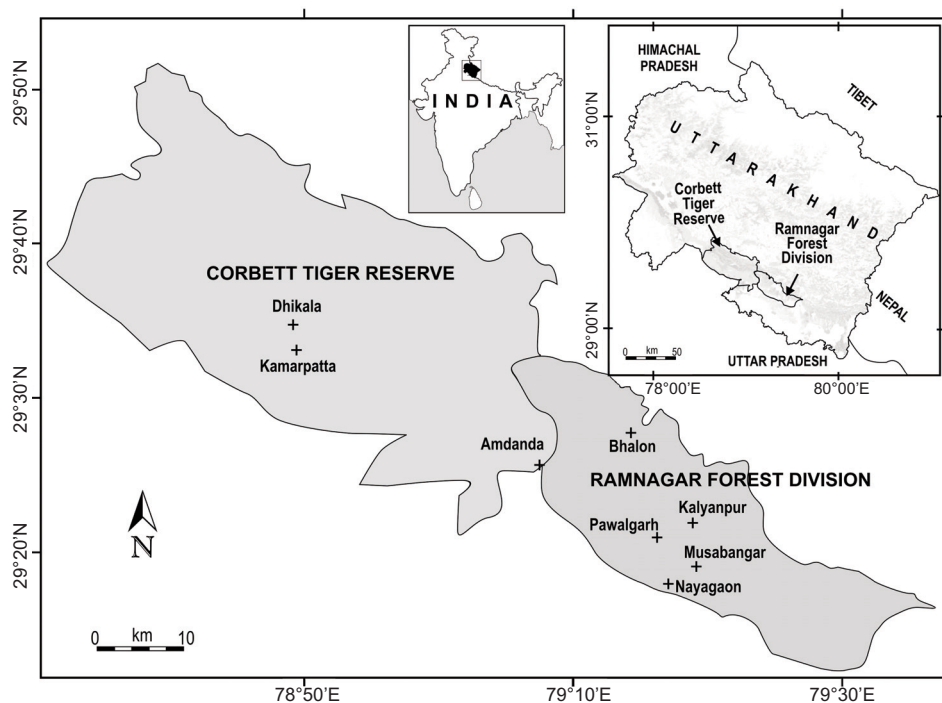 29°50'N
29°40'N
29°30'N
29°20'N
78°50'E
79°10'E
79°30'E
CORBETT TIGER RESERVE
Dhikala
Kamarpatta
Amdanda
Bhalon
RAMNAGAR FOREST DIVISION
Kalyanpur
Pawalgarh
Musabangar
Nayagaon
N
0 km 10
INDIA
HIMACHAL
PRADESH
TIBET
UTTARAKHAND
Corbett
Tiger
Reserve
Ramnagar
Forest
Division
NEPAL
UTTAR PRADESH
0 km 50
31°00'N
29°00'N
78°00'E
80°00'E